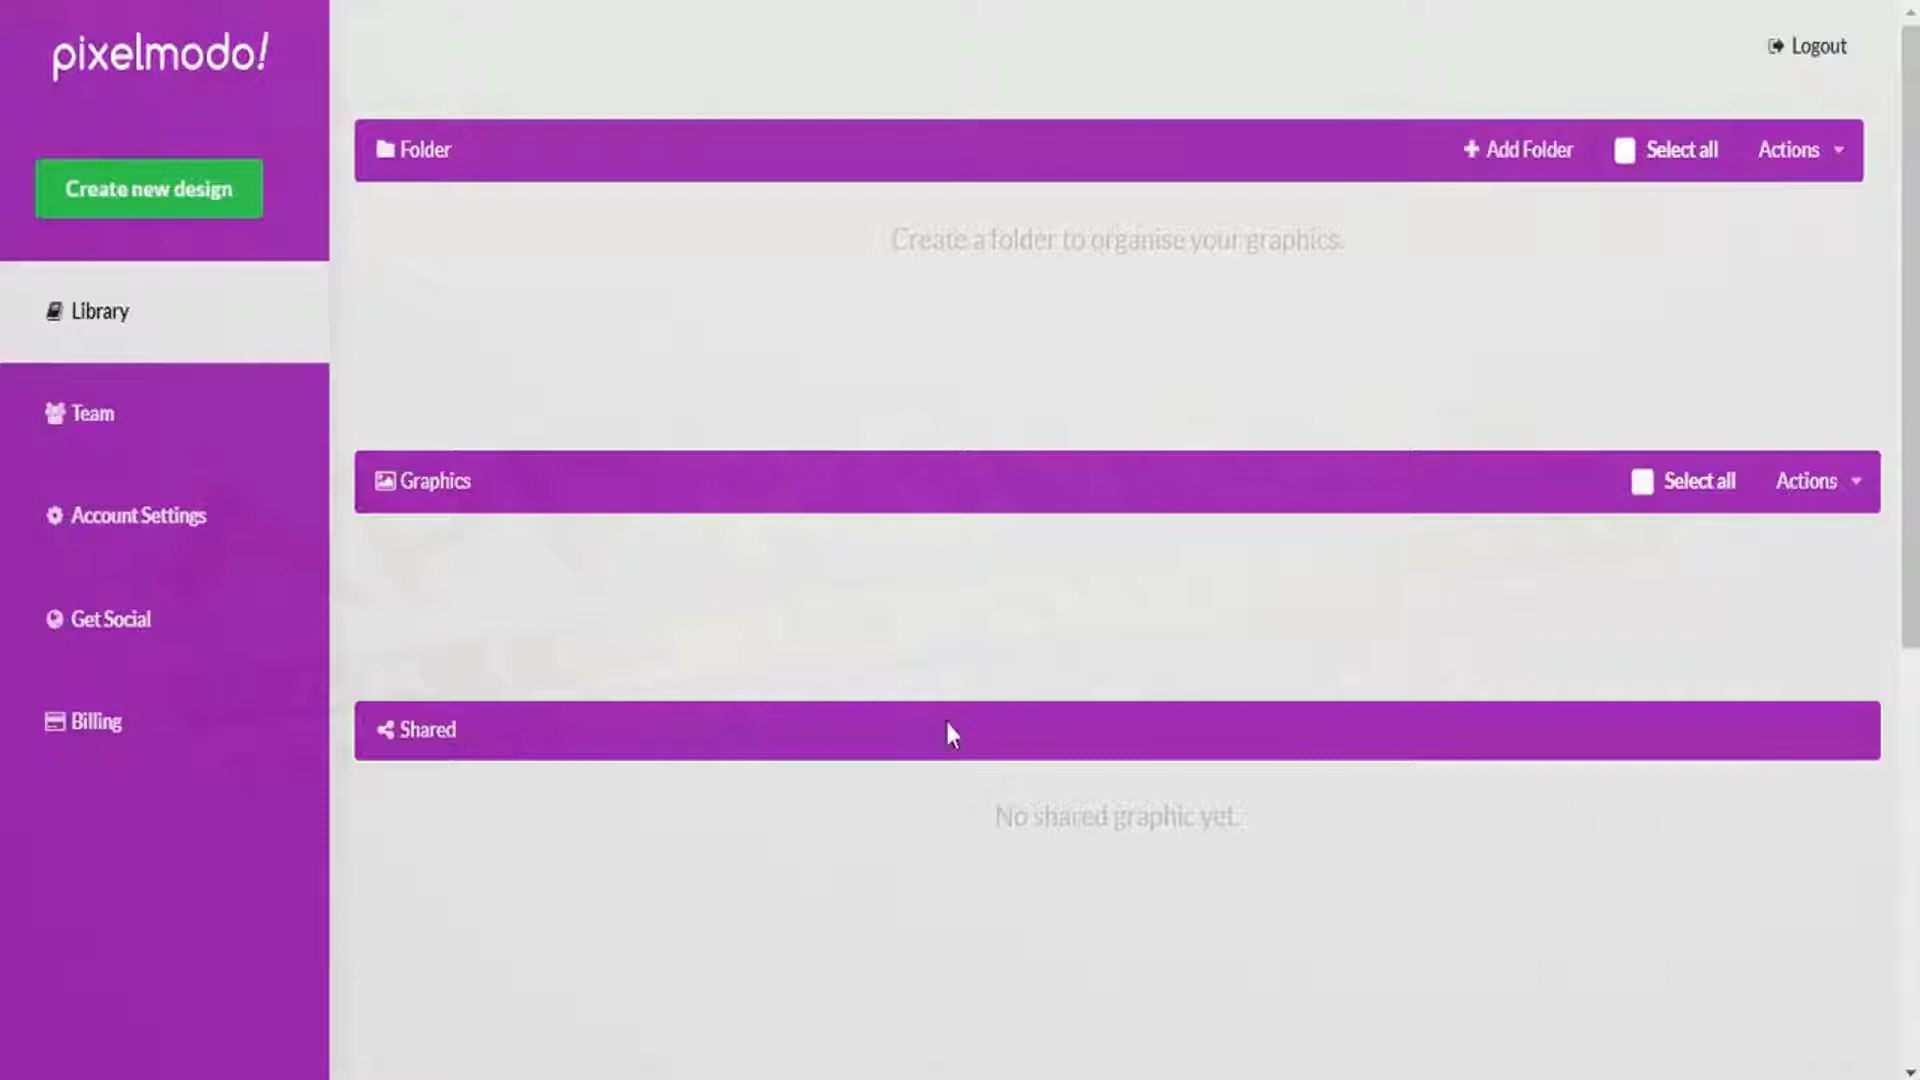 pixelmodo!
Logout
Create new design
Library
Team
Account Settings
Get Social
Billing
Folder
Add Folder
Select all
Actions
Create a folder to organise your graphics.
Graphics
Select all
Actions
Shared
No shared graphic yet.